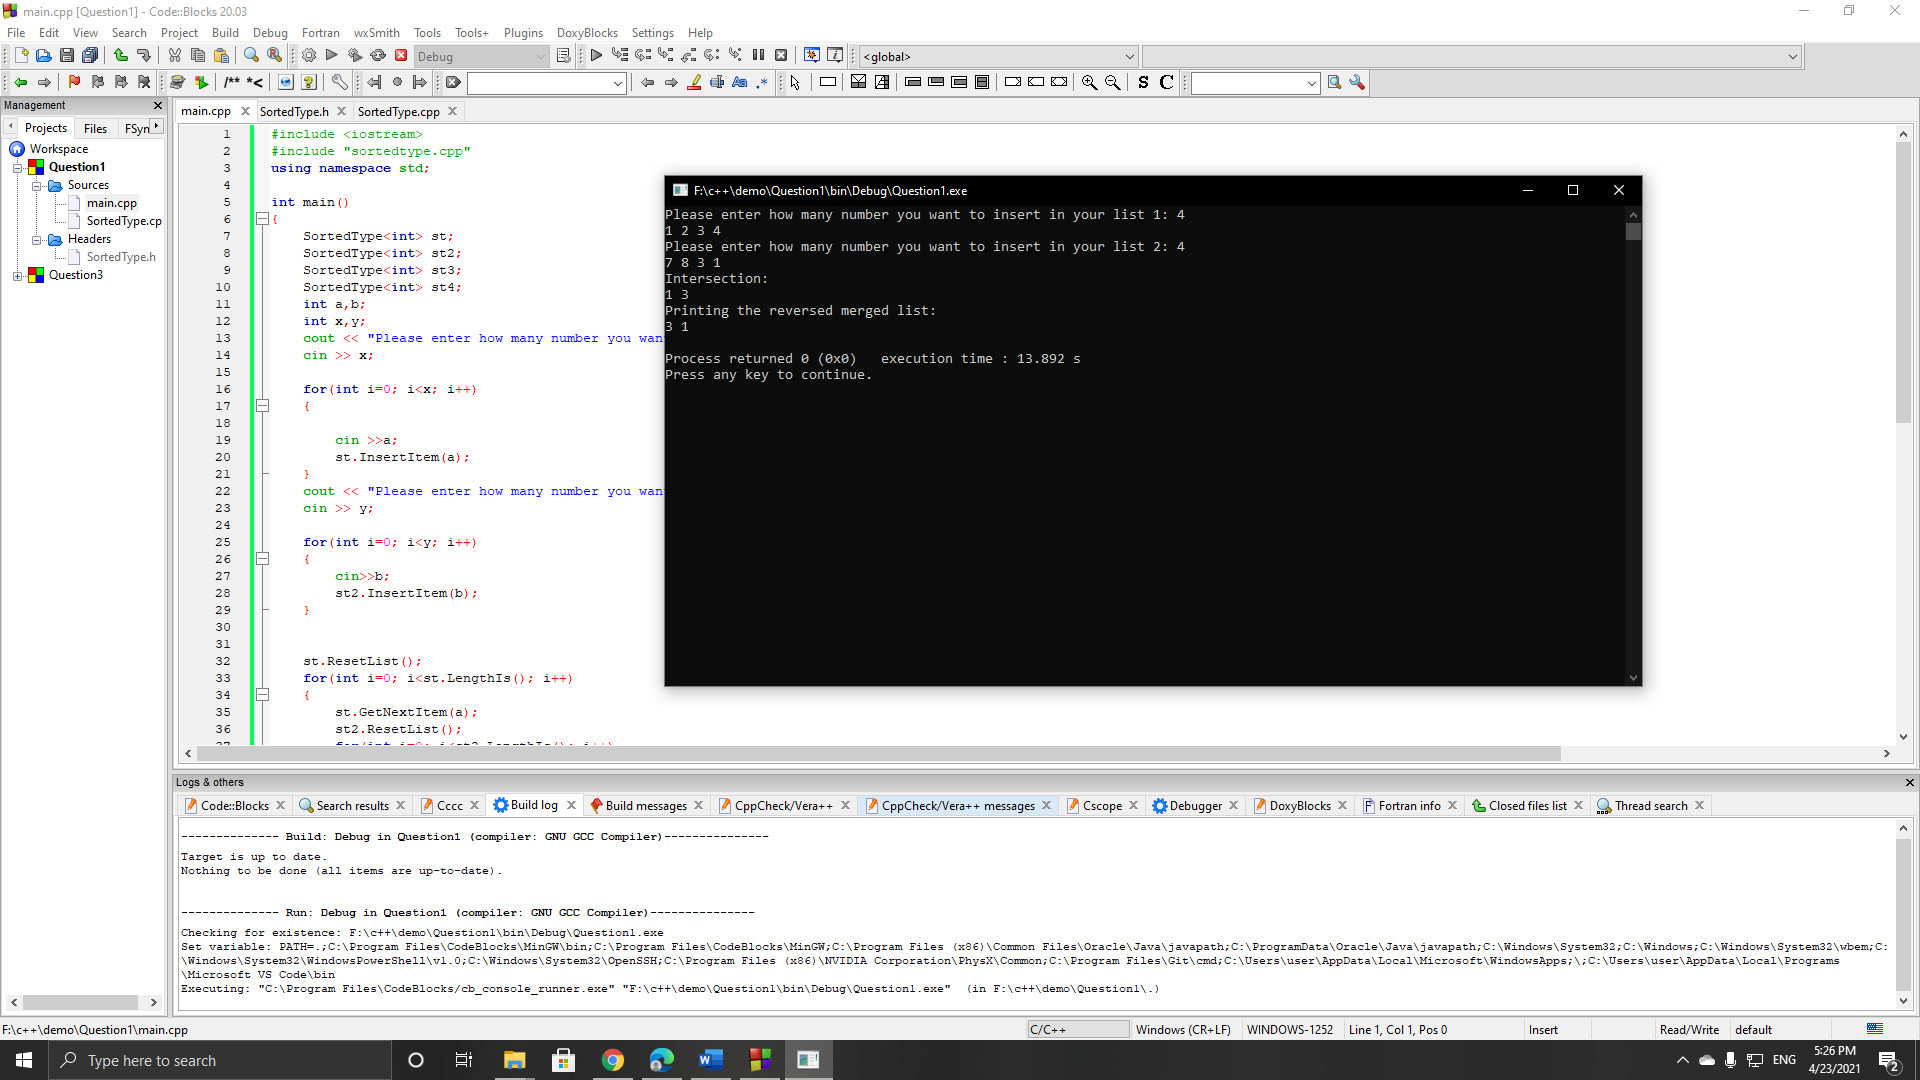 main.cpp [Question1] - Code::Blocks 20.03
File Edit View Search Project Build Debug Fortran wxSmith Tools Tools+ Plugins DoxyBlocks Settings Help
Debug
<global>
/** *<
Aa .*
S C
Management
Projects Files FSyn
Workspace
Question1
Sources
main.cpp
SortedType.cp
Headers
SortedType.h
Question3
main.cpp SortedType.h SortedType.cpp
1 #include <iostream>
2 #include "sortedtype.cpp"
3 using namespace std;
4
5 int main()
6 {
7 SortedType<int> st;
8 SortedType<int> st2;
9 SortedType<int> st3;
10 SortedType<int> st4;
11 int a,b;
12 int x,y;
13 cout << "Please enter how many number you wan
14 cin >> x;
15
16 for(int i=0; i<x; i++)
17 {
18
19 cin >>a;
20 st.InsertItem(a);
21 }
22 cout << "Please enter how many number you wan
23 cin >> y;
24
25 for(int i=0; i<y; i++)
26 {
27 cin>>b;
28 st2.InsertItem(b);
29 }
30
31
32 st.ResetList();
33 for(int i=0; i<st.LengthIs(); i++)
34 {
35 st.GetNextItem(a);
36 st2.ResetList();
F:\c++\demo\Question1\bin\Debug\Question1.exe
Please enter how many number you want to insert in your list 1: 4
1 2 3 4
Please enter how many number you want to insert in your list 2: 4
7 8 3 1
Intersection:
1 3
Printing the reversed merged list:
3 1
Process returned 0 (0x0)   execution time : 13.892 s
Press any key to continue.
Logs & others
Code::Blocks Search results Cccc Build log Build messages CppCheck/Vera++ CppCheck/Vera++ messages Cscope Debugger DoxyBlocks Fortran info Closed files list Thread search
-------------- Build: Debug in Question1 (compiler: GNU GCC Compiler)---------------
Target is up to date.
Nothing to be done (all items are up-to-date).
-------------- Run: Debug in Question1 (compiler: GNU GCC Compiler)---------------
Checking for existence: F:\c++\demo\Question1\bin\Debug\Question1.exe
Set variable: PATH=.;C:\Program Files\CodeBlocks\MinGW\bin;C:\Program Files\CodeBlocks\MinGW;C:\Program Files (x86)\Common Files\Oracle\Java\javapath;C:\ProgramData\Oracle\Java\javapath;C:\Windows\System32;C:\Windows;C:\Windows\System32\wbem;C:
\Windows\System32\WindowsPowerShell\v1.0;C:\Windows\System32\OpenSSH;C:\Program Files (x86)\NVIDIA Corporation\PhysX\Common;C:\Program Files\Git\cmd;C:\Users\user\AppData\Local\Microsoft\WindowsApps;\;C:\Users\user\AppData\Local\Programs
\Microsoft VS Code\bin
Executing: "C:\Program Files\CodeBlocks/cb_console_runner.exe" "F:\c++\demo\Question1\bin\Debug\Question1.exe"  (in F:\c++\demo\Question1\.)
F:\c++\demo\Question1\main.cpp C/C++ Windows (CR+LF) WINDOWS-1252 Line 1, Col 1, Pos 0 Insert Read/Write default
Type here to search
ENG
5:26 PM
4/23/2021
2